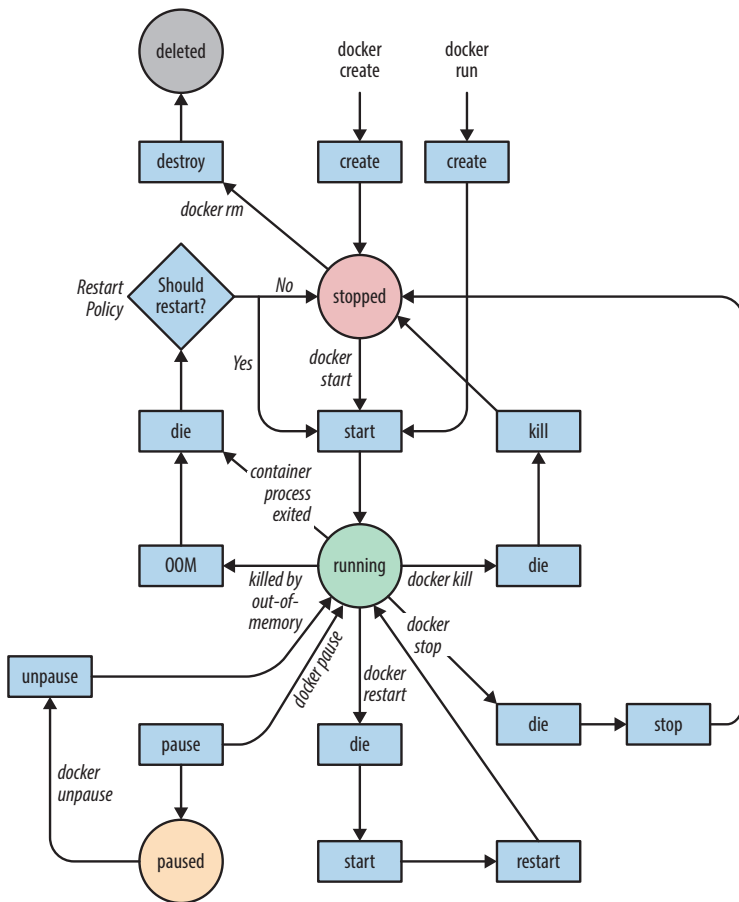 deleted
docker
create
docker
run
destroy
create
create
docker rm
Restart
Policy
Should
restart?
No
stopped
Yes
docker
start
die
start
kill
container
process
exited
OOM
running
docker kill
die
killed by
out-of-
memory
docker
stop
unpause
docker pause
docker
restart
pause
die
die
stop
docker
unpause
paused
start
restart